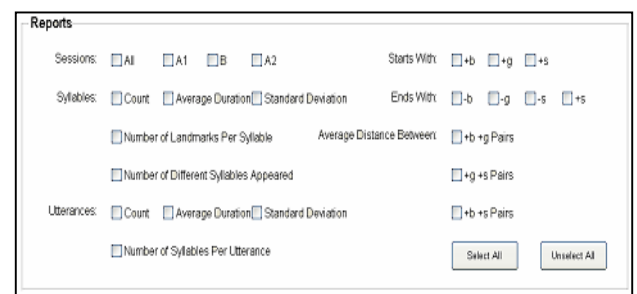 Reports
Sessions: All A1 B A2 Starts With: +b +g +s
Syllables: Count Average Duration Standard Deviation Ends With: -b -g -s +s
Number of Landmarks Per Syllable Average Distance Between: +b +g Pairs
Number of Different Syllables Appeared +g +s Pairs
Utterances: Count Average Duration Standard Deviation +b +s Pairs
Number of Syllables Per Utterance Select All Unselect All